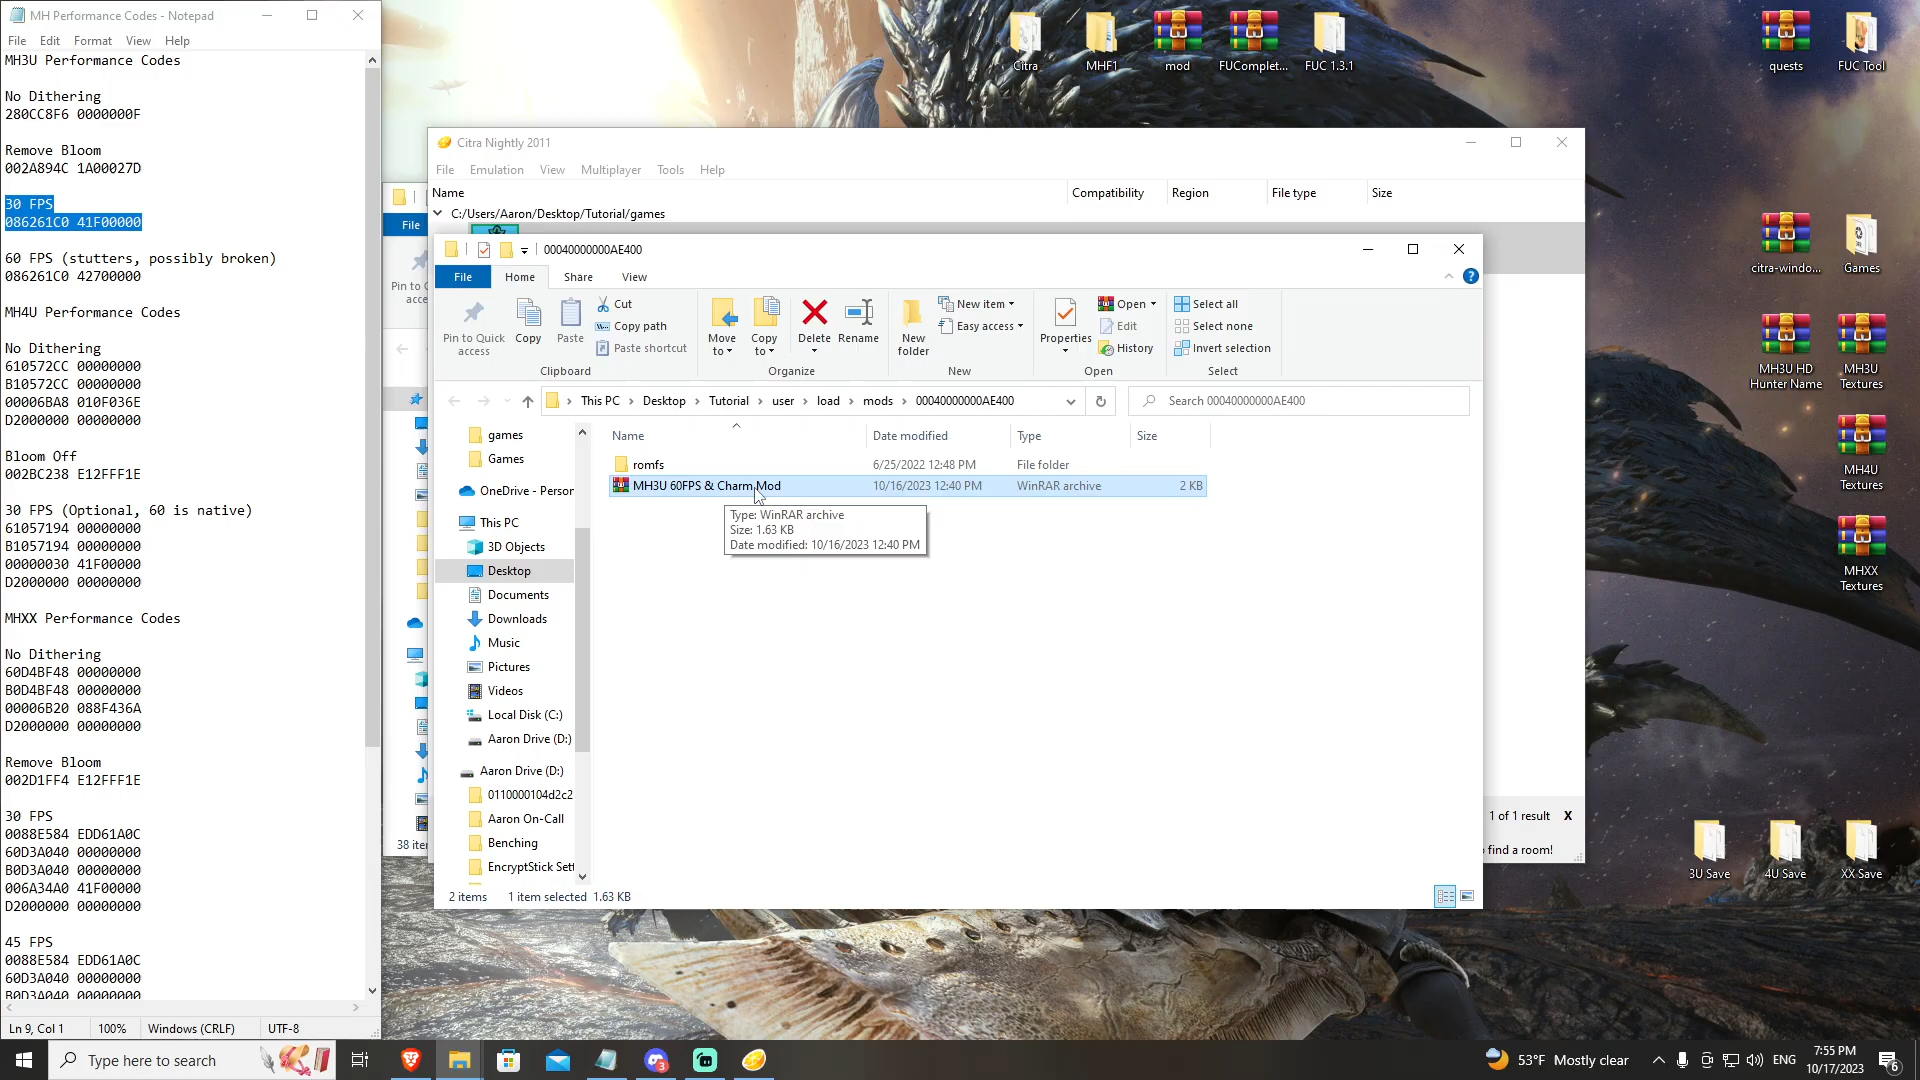 MH Performance Codes - Notepad
File Edit Format View Help
MH3U Performance Codes
No Dithering
280CC8F6 0000000F
Remove Bloom
002A894C 1A00027D
30 FPS
086261C0 41F00000
60 FPS (stutters, possibly broken)
086261C0 42700000
MH4U Performance Codes
No Dithering
610572CC 00000000
B10572CC 00000000
00006BA8 010F036E
D2000000 00000000
Bloom Off
002BC238 E12FFF1E
30 FPS (Optional, 60 is native)
61057194 00000000
B1057194 00000000
00000030 41F00000
D2000000 00000000
MHXX Performance Codes
No Dithering
60D4BF48 00000000
B0D4BF48 00000000
00006B20 088F436A
D2000000 00000000
Remove Bloom
002D1FF4 E12FFF1E
30 FPS
0088E584 EDD61A0C
60D3A040 00000000
B0D3A040 00000000
006A34A0 41F00000
D2000000 00000000
45 FPS
0088E584 EDD61A0C
60D3A040 00000000
B0D3A040 00000000
Ln 9, Col 1 100% Windows (CRLF) UTF-8
Citra
MHF1
mod
FUComplet...
FUC 1.3.1
quests
FUC Tool
citra-windo...
Games
MH3U HD Hunter Name
MH3U Textures
MH4U Textures
MHXX Textures
3U Save
4U Save
XX Save
Citra Nightly 2011
File Emulation View Multiplayer Tools Help
Name Compatibility Region File type Size
C:/Users/Aaron/Desktop/Tutorial/games
1 of 1 result X
find a room!
File
Pin to C
acce
38 iter
00040000000AE400
File Home Share View
Pin to Quick access
Copy
Paste
Cut
Copy path
Paste shortcut
Clipboard
Move to
Copy to
Delete
Rename
Organize
New folder
New item
Easy access
New
Properties
Open
Edit
History
Open
Select all
Select none
Invert selection
Select
This PC › Desktop › Tutorial › user › load › mods › 00040000000AE400
Search 00040000000AE400
Name Date modified Type Size
romfs 6/25/2022 12:48 PM File folder
MH3U 60FPS & Charm Mod 10/16/2023 12:40 PM WinRAR archive 2 KB
Type: WinRAR archive
Size: 1.63 KB
Date modified: 10/16/2023 12:40 PM
games
Games
OneDrive - Person
This PC
3D Objects
Desktop
Documents
Downloads
Music
Pictures
Videos
Local Disk (C:)
Aaron Drive (D:)
Aaron Drive (D:)
0110000104d2c2
Aaron On-Call
Benching
EncryptStick Sett
2 items 1 item selected 1.63 KB
Type here to search
3
53°F Mostly clear
ENG
7:55 PM
10/17/2023
6